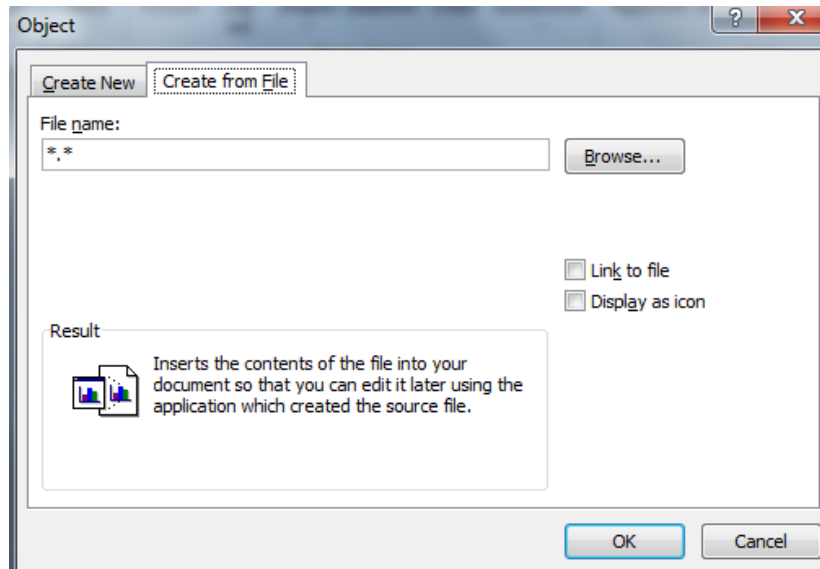 Object
?
X
Create New
Create from File
File name:
*.*
Browse...
Link to file
Display as icon
Result
Inserts the contents of the file into your
document so that you can edit it later using the
application which created the source file.
OK
Cancel